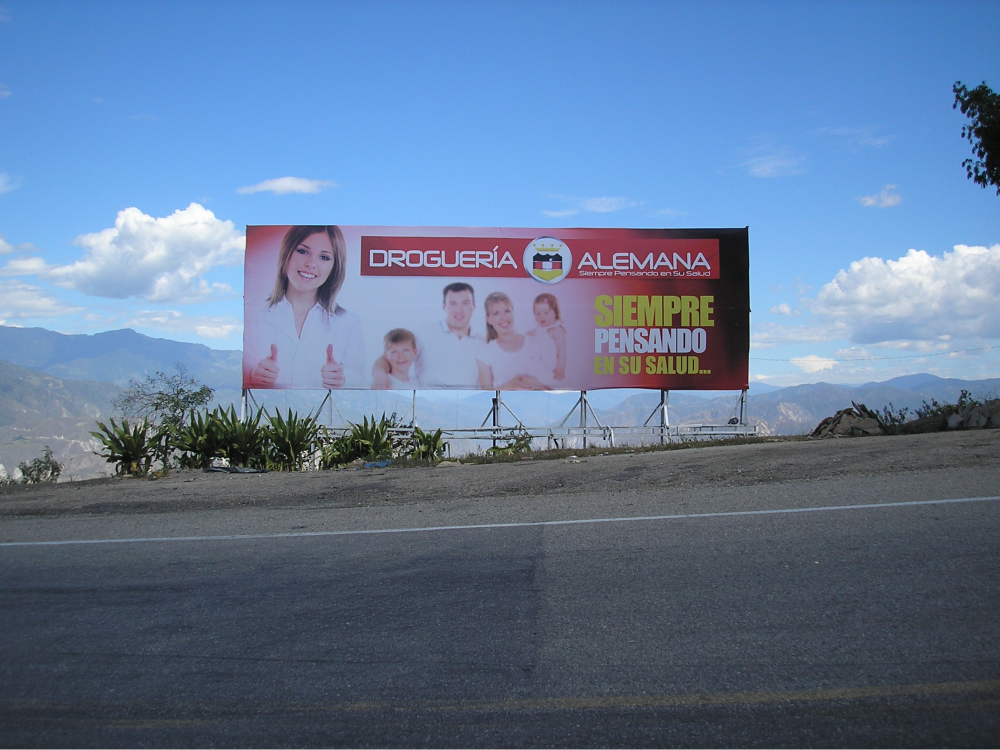 DROGUERÍA ALEMANA
Siempre Pensando en Su Salud
SIEMPRE
PENSANDO
EN SU SALUD...